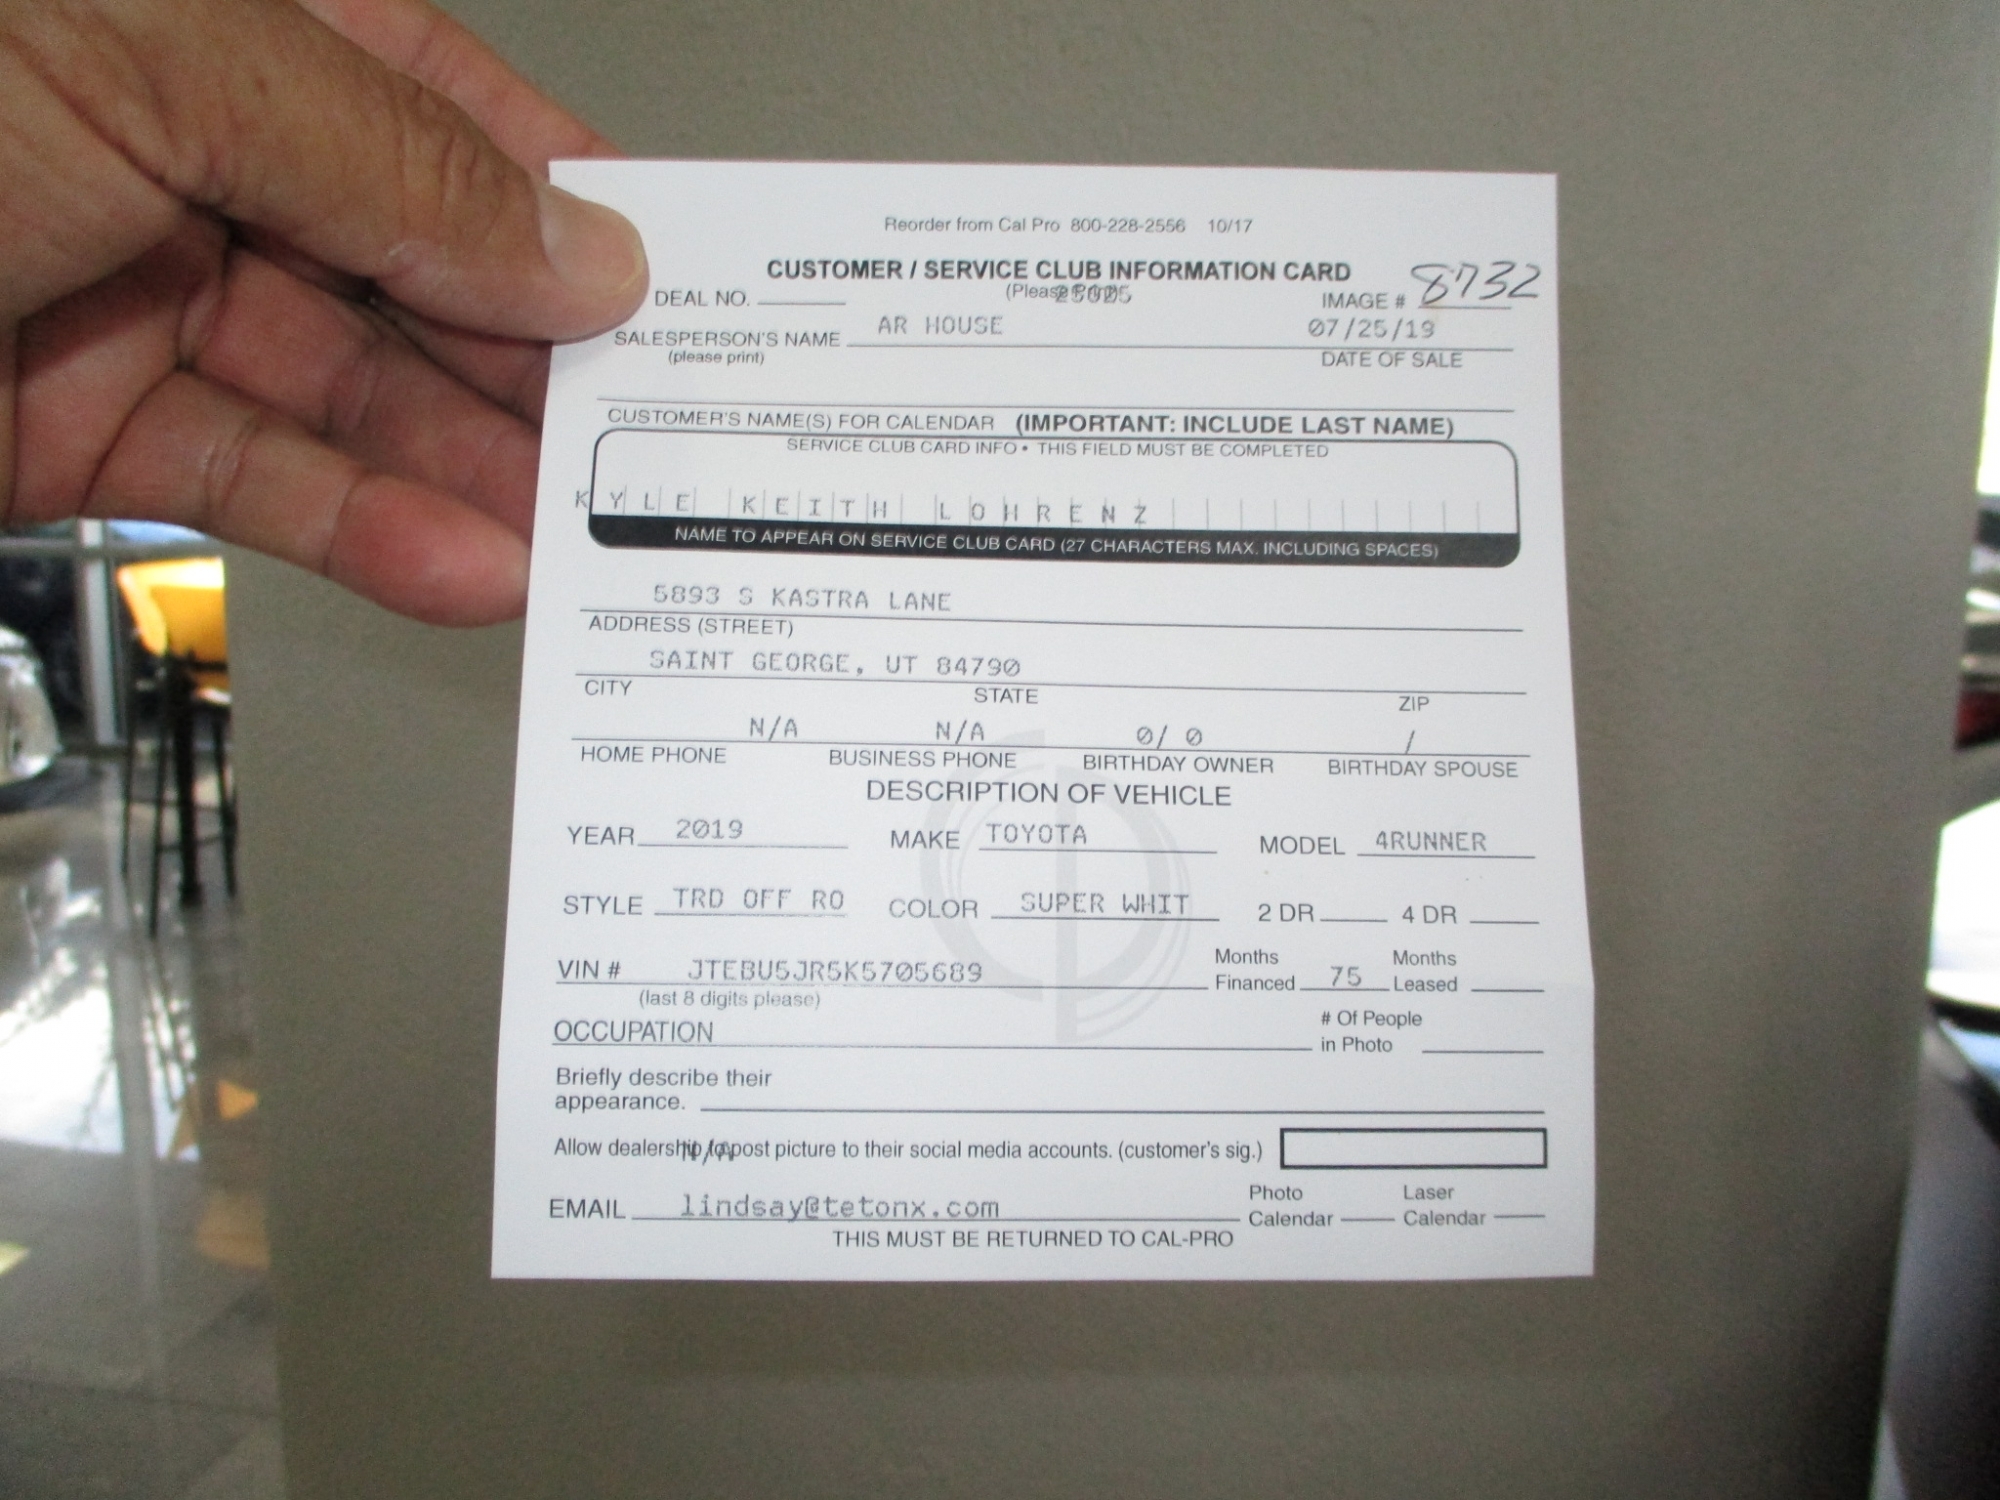 Reorder from Cal Pro 800-228-2556 10/17
CUSTOMER / SERVICE CLUB INFORMATION CARD
(Please Print)
DEAL NO. IMAGE # 8732
SALESPERSON'S NAME AR HOUSE 07/25/19
(please print) DATE OF SALE
CUSTOMER'S NAME(S) FOR CALENDAR (IMPORTANT: INCLUDE LAST NAME)
SERVICE CLUB CARD INFO • THIS FIELD MUST BE COMPLETED
KYLE KEITH LOHRENZ
NAME TO APPEAR ON SERVICE CLUB CARD (27 CHARACTERS MAX. INCLUDING SPACES)
5893 S KASTRA LANE
ADDRESS (STREET)
SAINT GEORGE, UT 84790
CITY STATE ZIP
N/A N/A 0/ 0 /
HOME PHONE BUSINESS PHONE BIRTHDAY OWNER BIRTHDAY SPOUSE
DESCRIPTION OF VEHICLE
YEAR 2019 MAKE TOYOTA MODEL 4RUNNER
STYLE TRD OFF RO COLOR SUPER WHIT 2 DR 4 DR
VIN # JTEBU5JR5K5705689 Months Financed 75 Months Leased
(last 8 digits please)
OCCUPATION # Of People in Photo
Briefly describe their
appearance.
Allow dealership to post picture to their social media accounts. (customer's sig.)
N/A
EMAIL lindsay@tetonx.com Photo Calendar Laser Calendar
THIS MUST BE RETURNED TO CAL-PRO